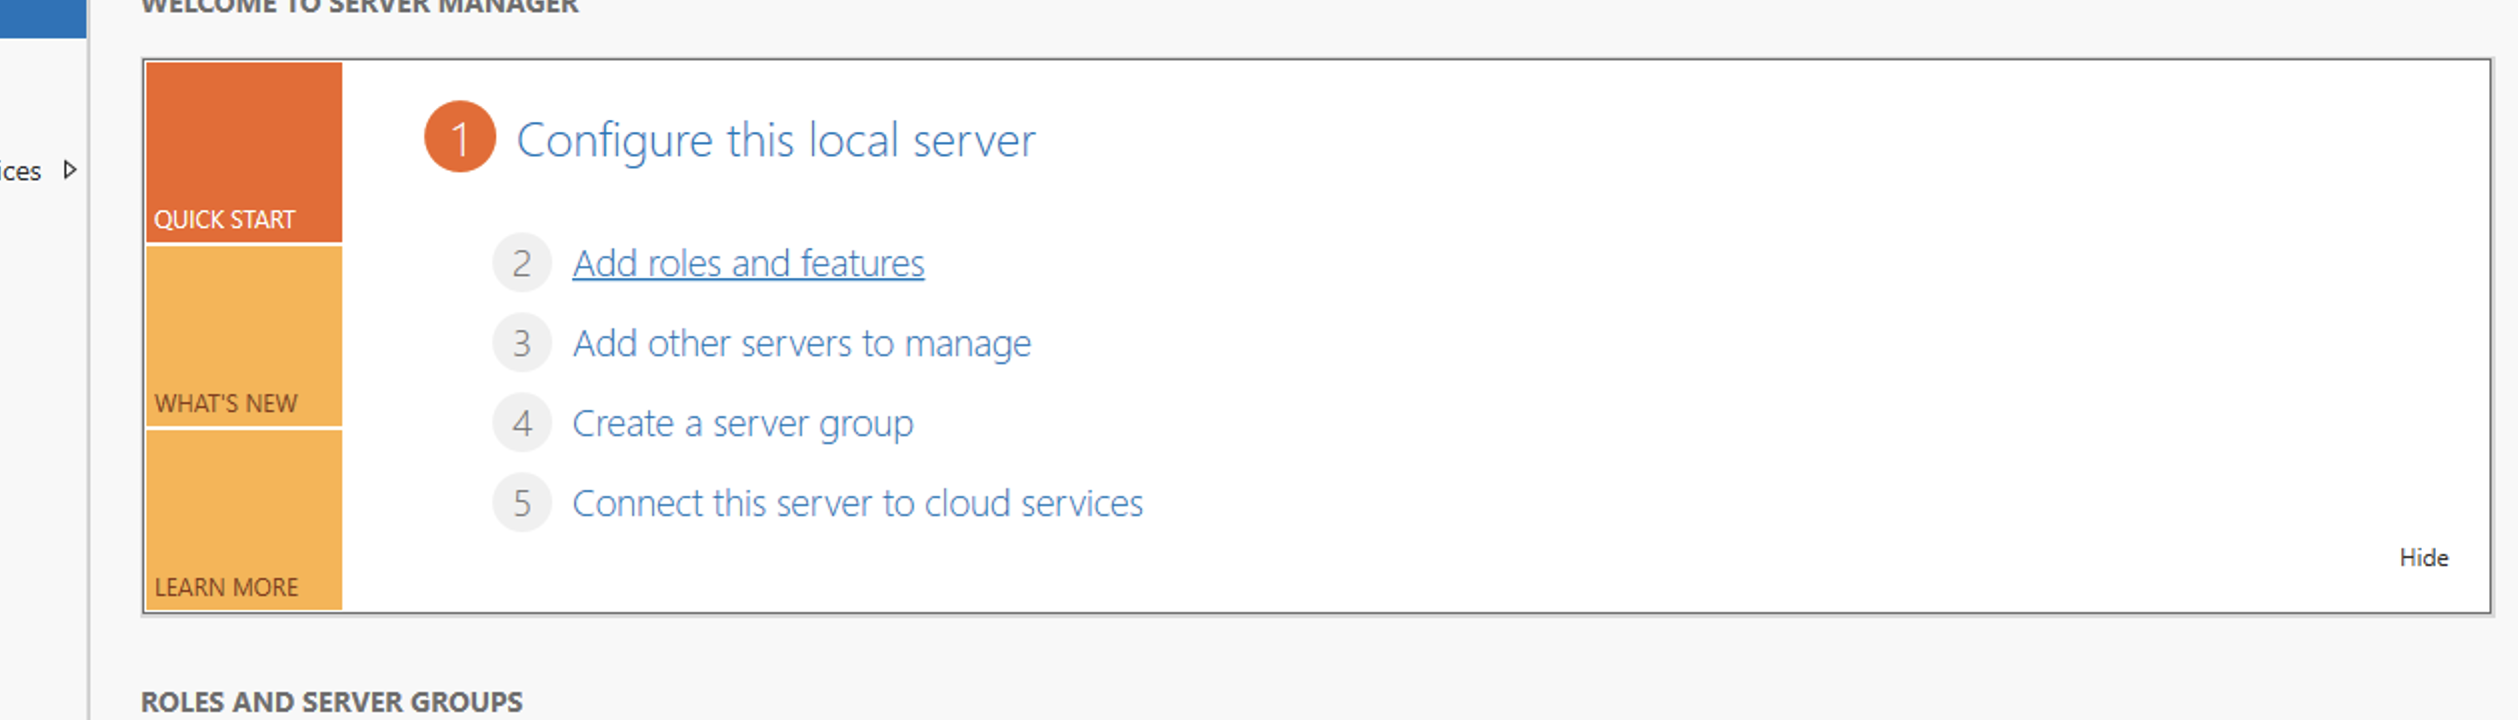 WELCOME TO SERVER MANAGER
1 Configure this local server
ices
QUICK START
2 Add roles and features
3 Add other servers to manage
WHAT'S NEW
4 Create a server group
5 Connect this server to cloud services
Hide
LEARN MORE
ROLES AND SERVER GROUPS